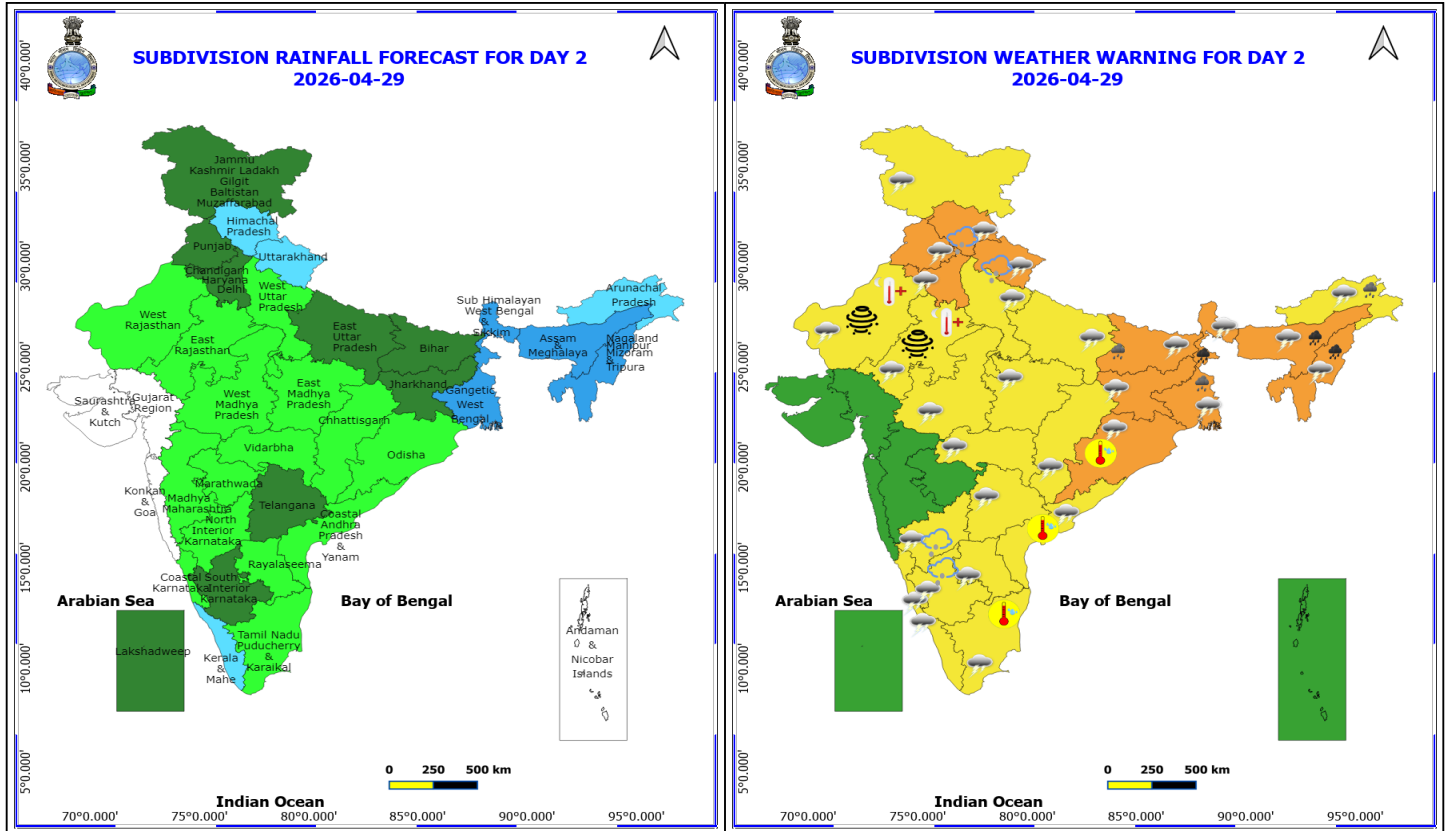 SUBDIVISION RAINFALL FORECAST FOR DAY 2
2026-04-29
40°0.000'
35°0.000'
30°0.000'
25°0.000'
20°0.000'
15°0.000'
10°0.000'
5°0.000'
Jammu
Kashmir Ladakh
Gilgit
Baltistan
Muzaffarabad
Himachal
Pradesh
Punjab
Uttarakhand
Chandigarh
Haryana
Delhi
West
Uttar
Pradesh
Arunachal
Pradesh
Sub Himalayan
West Bengal
&
Sikkim
West
Rajasthan
East
Uttar
Pradesh
Assam
&
Meghalaya
Nagaland
Manipur
Mizoram
&
Tripura
East
Rajasthan
Bihar
Jharkhand
Saurashtra
&
Kutch
Gujarat
Region
West
Madhya
Pradesh
East
Madhya
Pradesh
Gangetic
West
Bengal
Chhattisgarh
Vidarbha
Odisha
Konkan
&
Goa
Marathwada
Madhya
Maharashtra
Telangana
North
Interior
Karnataka
Coastal
Andhra
Pradesh
&
Yanam
Rayalaseema
Coastal
Karnataka
South
Interior
Karnataka
Arabian Sea
Bay of Bengal
Lakshadweep
Tamil Nadu
Puducherry
&
Karaikal
Kerala
&
Mahe
Andaman
&
Nicobar
Islands
0 250 500 km
Indian Ocean
70°0.000' 75°0.000' 80°0.000' 85°0.000' 90°0.000' 95°0.000'
SUBDIVISION WEATHER WARNING FOR DAY 2
2026-04-29
40°0.000'
35°0.000'
30°0.000'
25°0.000'
20°0.000'
15°0.000'
10°0.000'
5°0.000'
Arabian Sea
Bay of Bengal
0 250 500 km
Indian Ocean
70°0.000' 75°0.000' 80°0.000' 85°0.000' 90°0.000' 95°0.000'